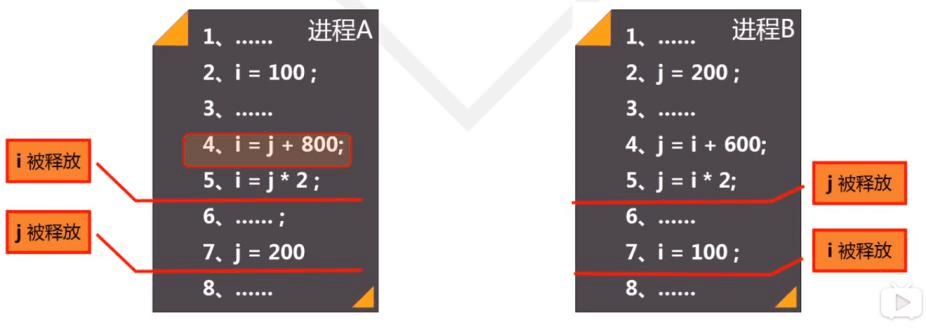 进程A
1、......
2、i = 100 ;
3、......
4、i = j + 800;
5、i = j * 2 ;
6、...... ;
7、j = 200
8、......
i 被释放
j 被释放
进程B
1、......
2、j = 200 ;
3、......
4、j = i + 600;
5、j = i * 2;
6、......
7、i = 100 ;
8、......
j 被释放
i 被释放